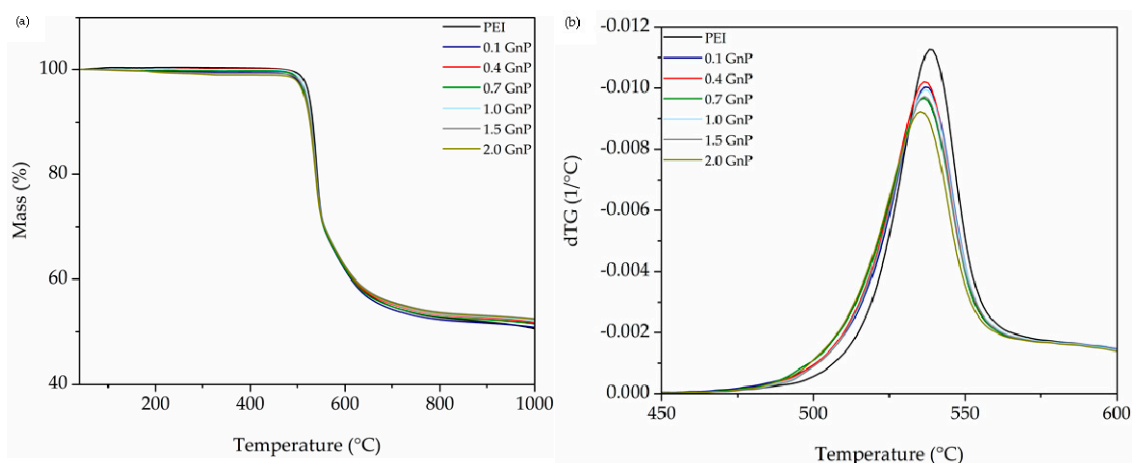 (a)
PEI
0.1 GnP
0.4 GnP
0.7 GnP
1.0 GnP
1.5 GnP
2.0 GnP
100
80
60
40
Mass (%)
200
400
600
800
1000
Temperature (°C)
(b)
PEI
0.1 GnP
0.4 GnP
0.7 GnP
1.0 GnP
1.5 GnP
2.0 GnP
-0.012
-0.010
-0.008
-0.006
-0.004
-0.002
0.000
dTG (1/°C)
450
500
550
600
Temperature (°C)